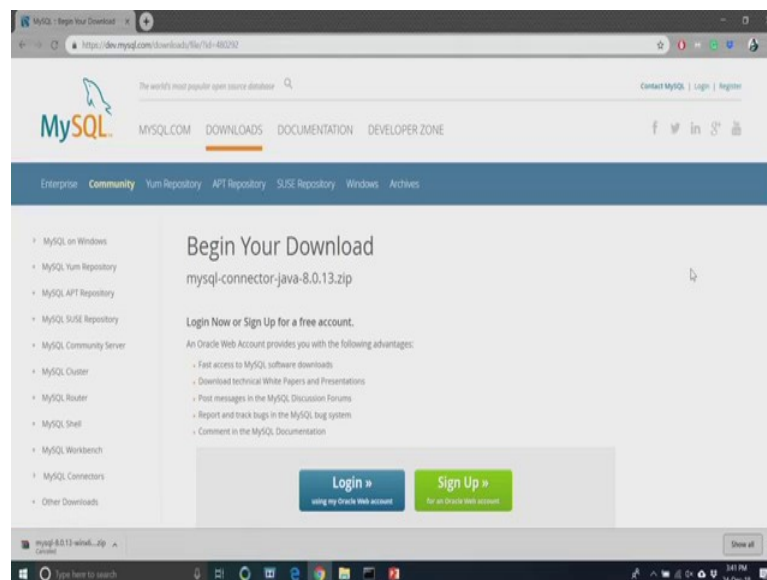 MySQL :: Begin Your Download
https://dev.mysql.com/downloads/file/?id=480292
The world's most popular open source database
Contact MySQL | Login | Register
MySQL
MYSQL.COM DOWNLOADS DOCUMENTATION DEVELOPER ZONE
Enterprise Community Yum Repository APT Repository SUSE Repository Windows Archives
MySQL on Windows
MySQL Yum Repository
MySQL APT Repository
MySQL SUSE Repository
MySQL Community Server
MySQL Cluster
MySQL Router
MySQL Shell
MySQL Workbench
MySQL Connectors
Other Downloads
Begin Your Download
mysql-connector-java-8.0.13.zip
Login Now or Sign Up for a free account.
An Oracle Web Account provides you with the following advantages:
Fast access to MySQL software downloads
Download technical White Papers and Presentations
Post messages in the MySQL Discussion Forums
Report and track bugs in the MySQL bug system
Comment in the MySQL Documentation
Login »
using my Oracle Web account
Sign Up »
for an Oracle Web account
mysql-8.0.13-winx6....zip
Canceled
Show all
Type here to search
3:41 PM